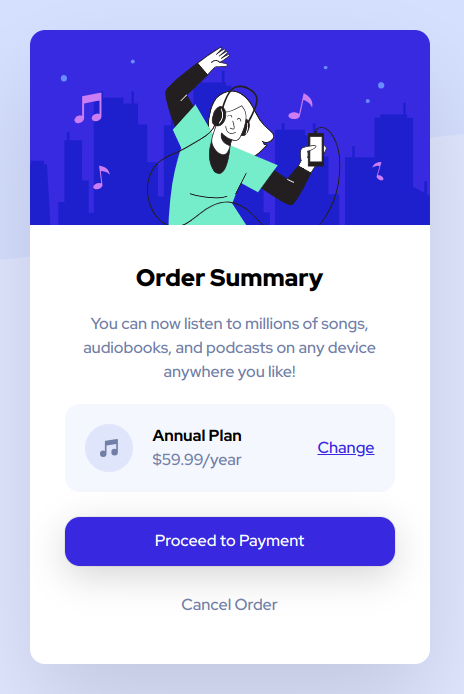 Order Summary
You can now listen to millions of songs,
audiobooks, and podcasts on any device
anywhere you like!
Annual Plan
$59.99/year
Change
Proceed to Payment
Cancel Order